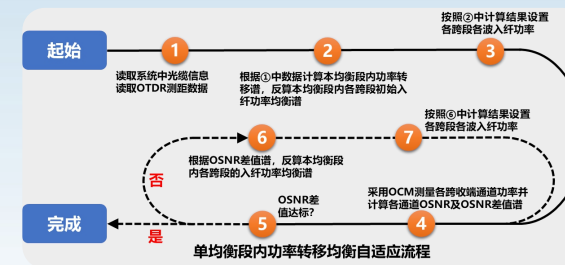 按照②中计算结果设置
各跨段各波入纤功率
起始
1
2
3
读取系统中光缆信息
读取OTDR测距数据
根据①中数据计算本均衡段内功率转
移谱，反算本均衡段内各跨段初始入
纤功率均衡谱
按照⑥中计算结果设置
各跨段各波入纤功率
6
7
根据OSNR差值谱，反算本均衡段
内各跨段的入纤功率均衡谱
否
OSNR差
值达标？
采用OCM测量各跨收端通道功率并
计算各通道OSNR及OSNR差值谱
完成
是
5
4
单均衡段内功率转移均衡自适应流程